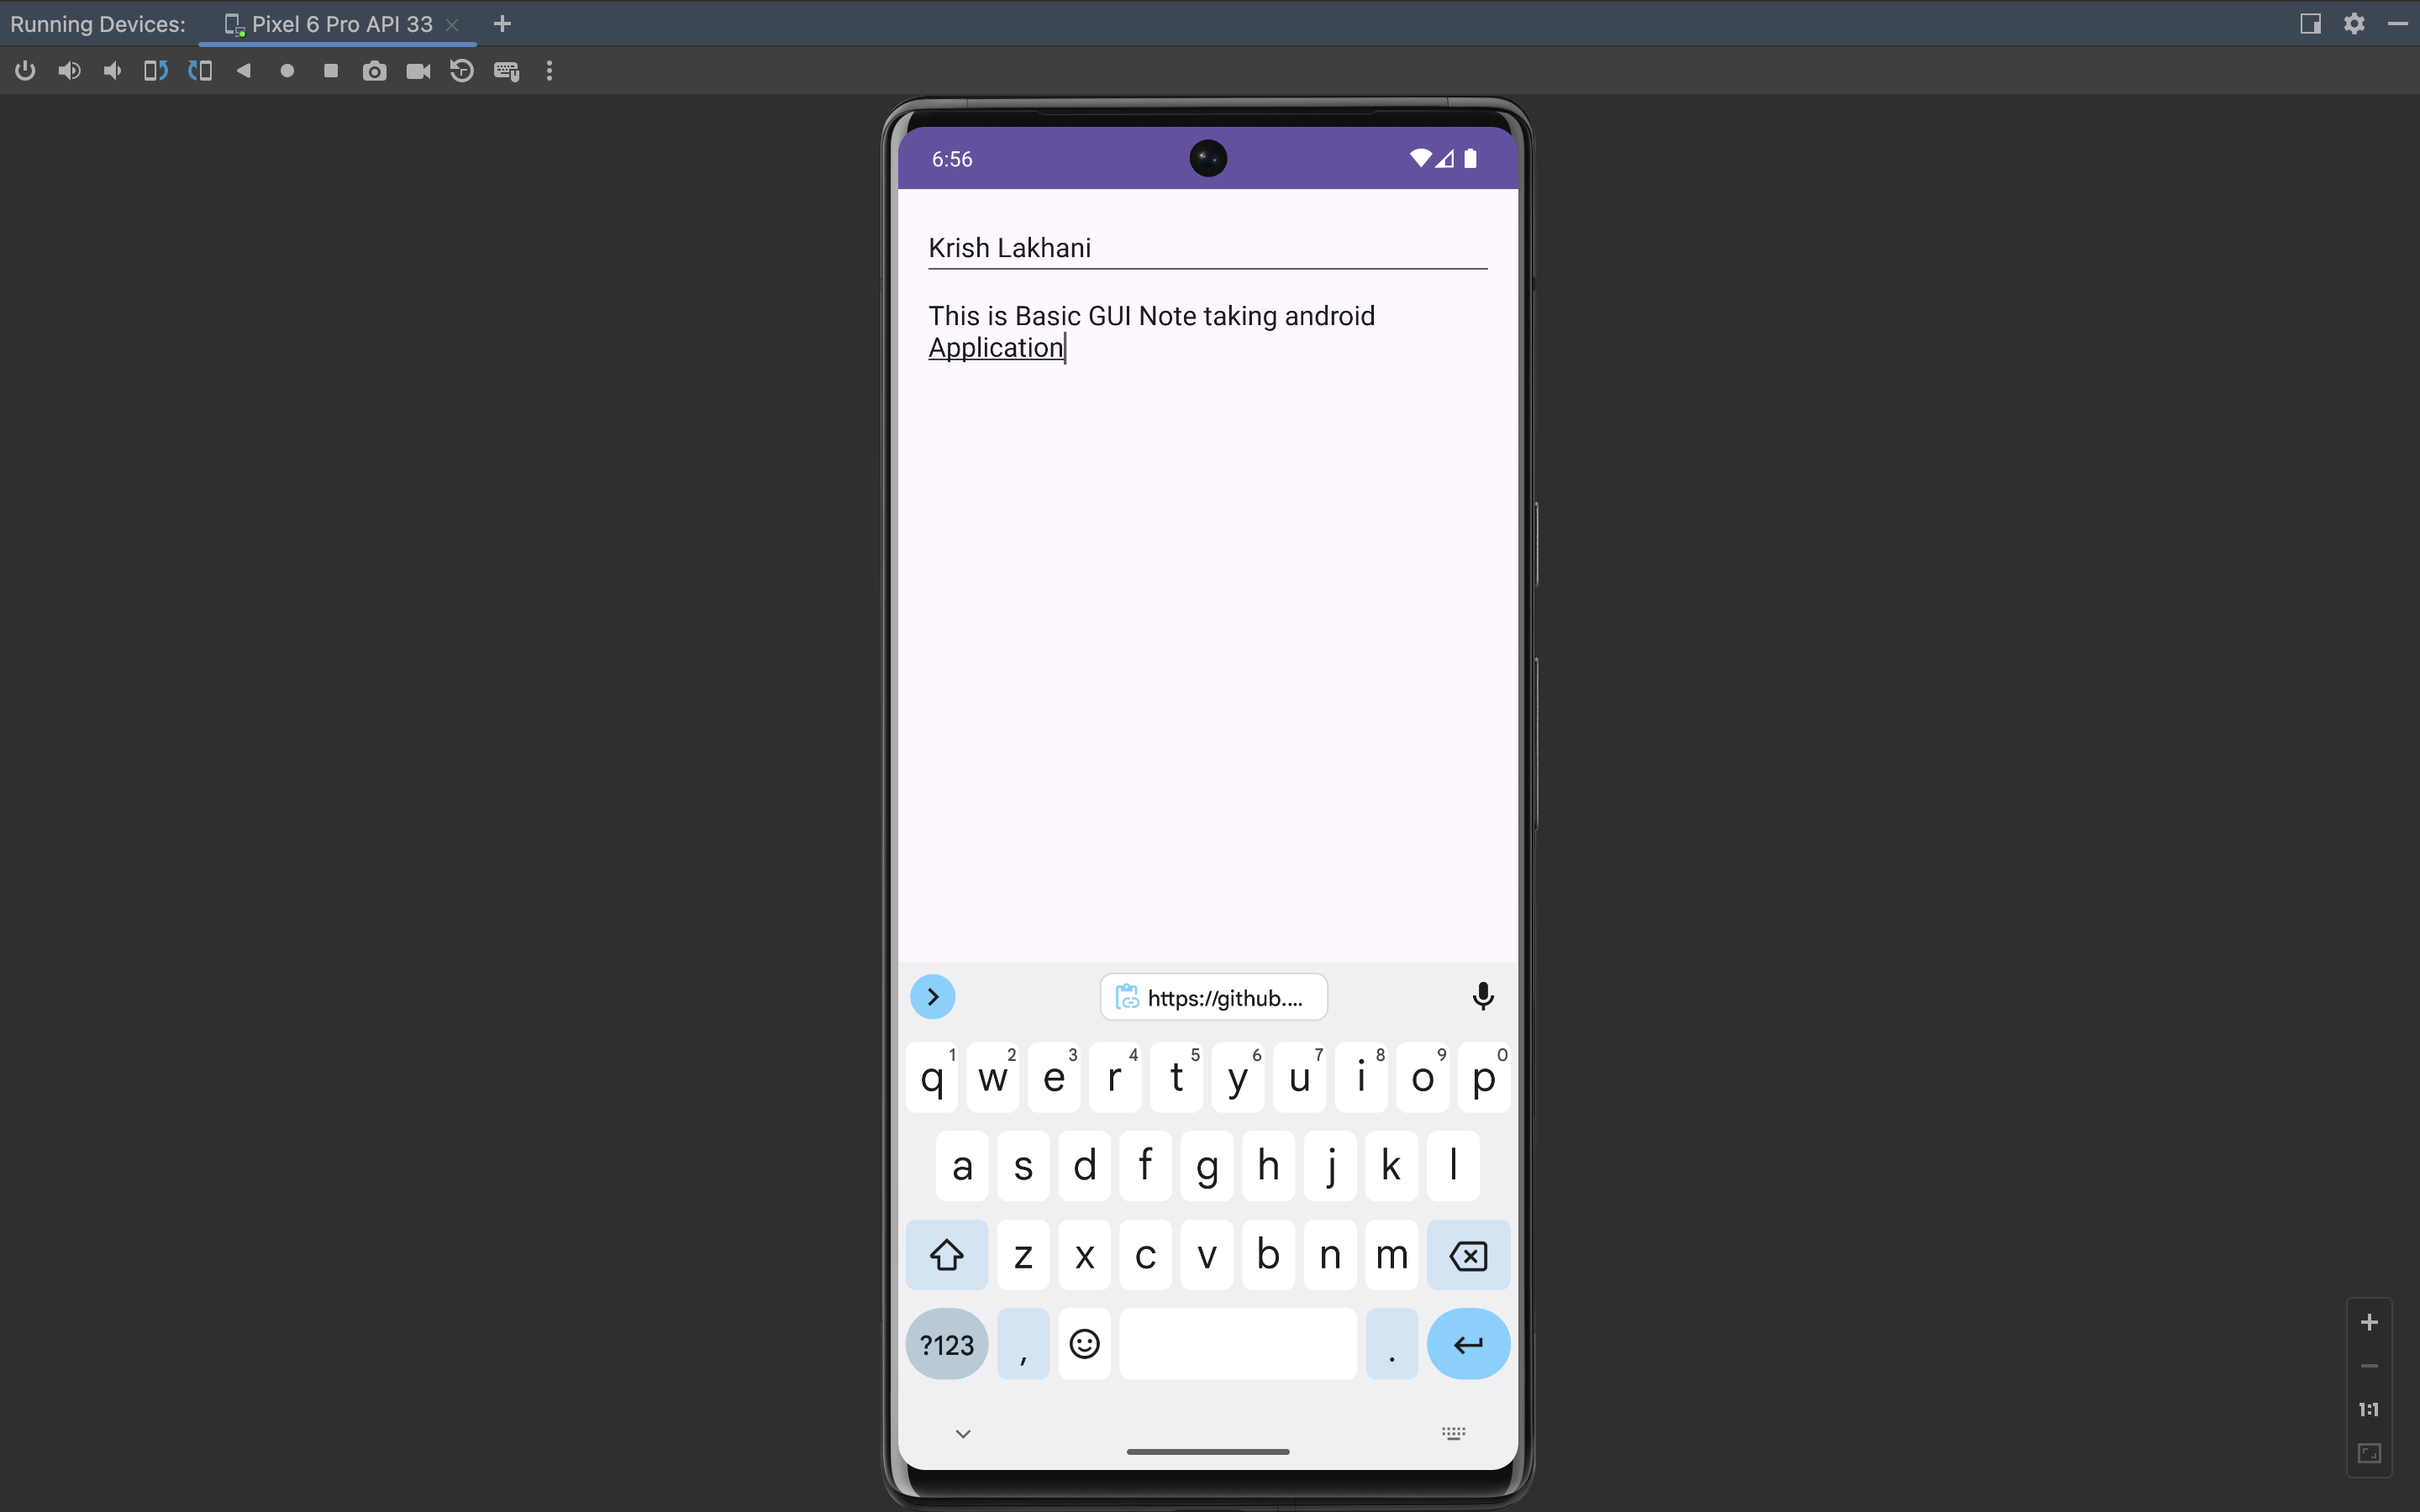 Running Devices: Pixel 6 Pro API 33
6:56
Krish Lakhani
This is Basic GUI Note taking android
Application
https://github....
q 1 w 2 e 3 r 4 t 5 y 6 u 7 i 8 o 9 p 0
a s d f g h j k l
z x c v b n m
?123 , .
1:1